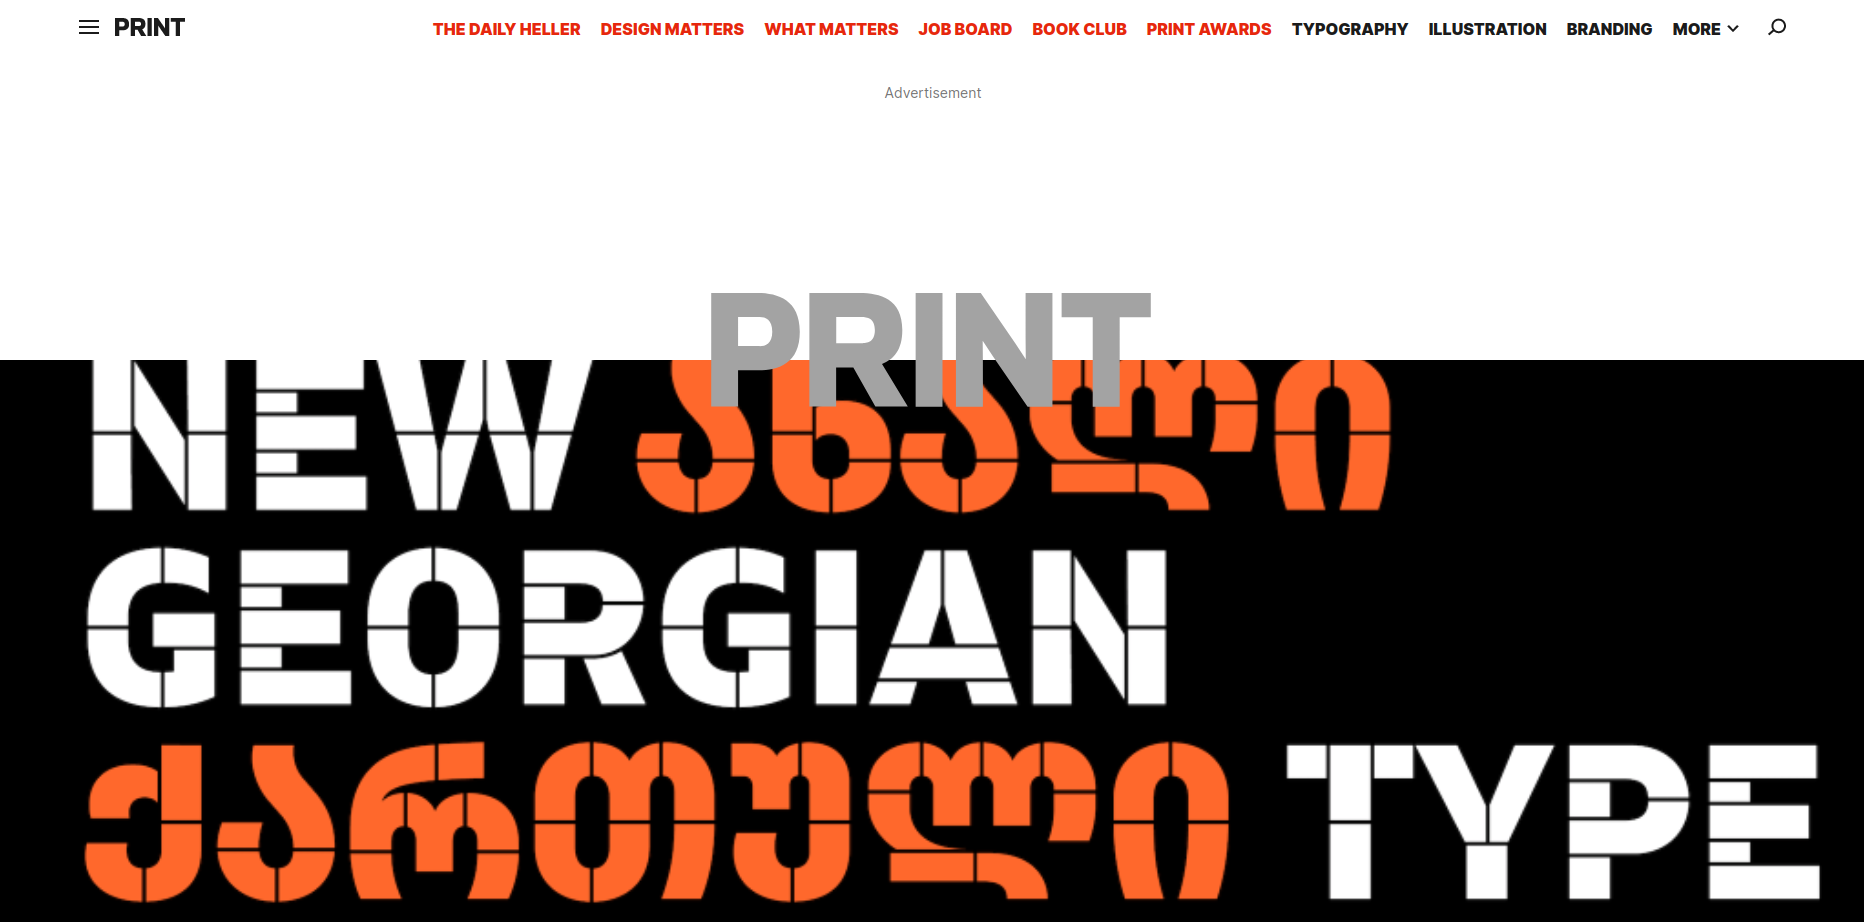 PRINT THE DAILY HELLER DESIGN MATTERS WHAT MATTERS JOB BOARD BOOK CLUB PRINT AWARDS TYPOGRAPHY ILLUSTRATION BRANDING MORE
Advertisement
PRINT
NEW ახალი
GEORGIAN
ქართული TYPE